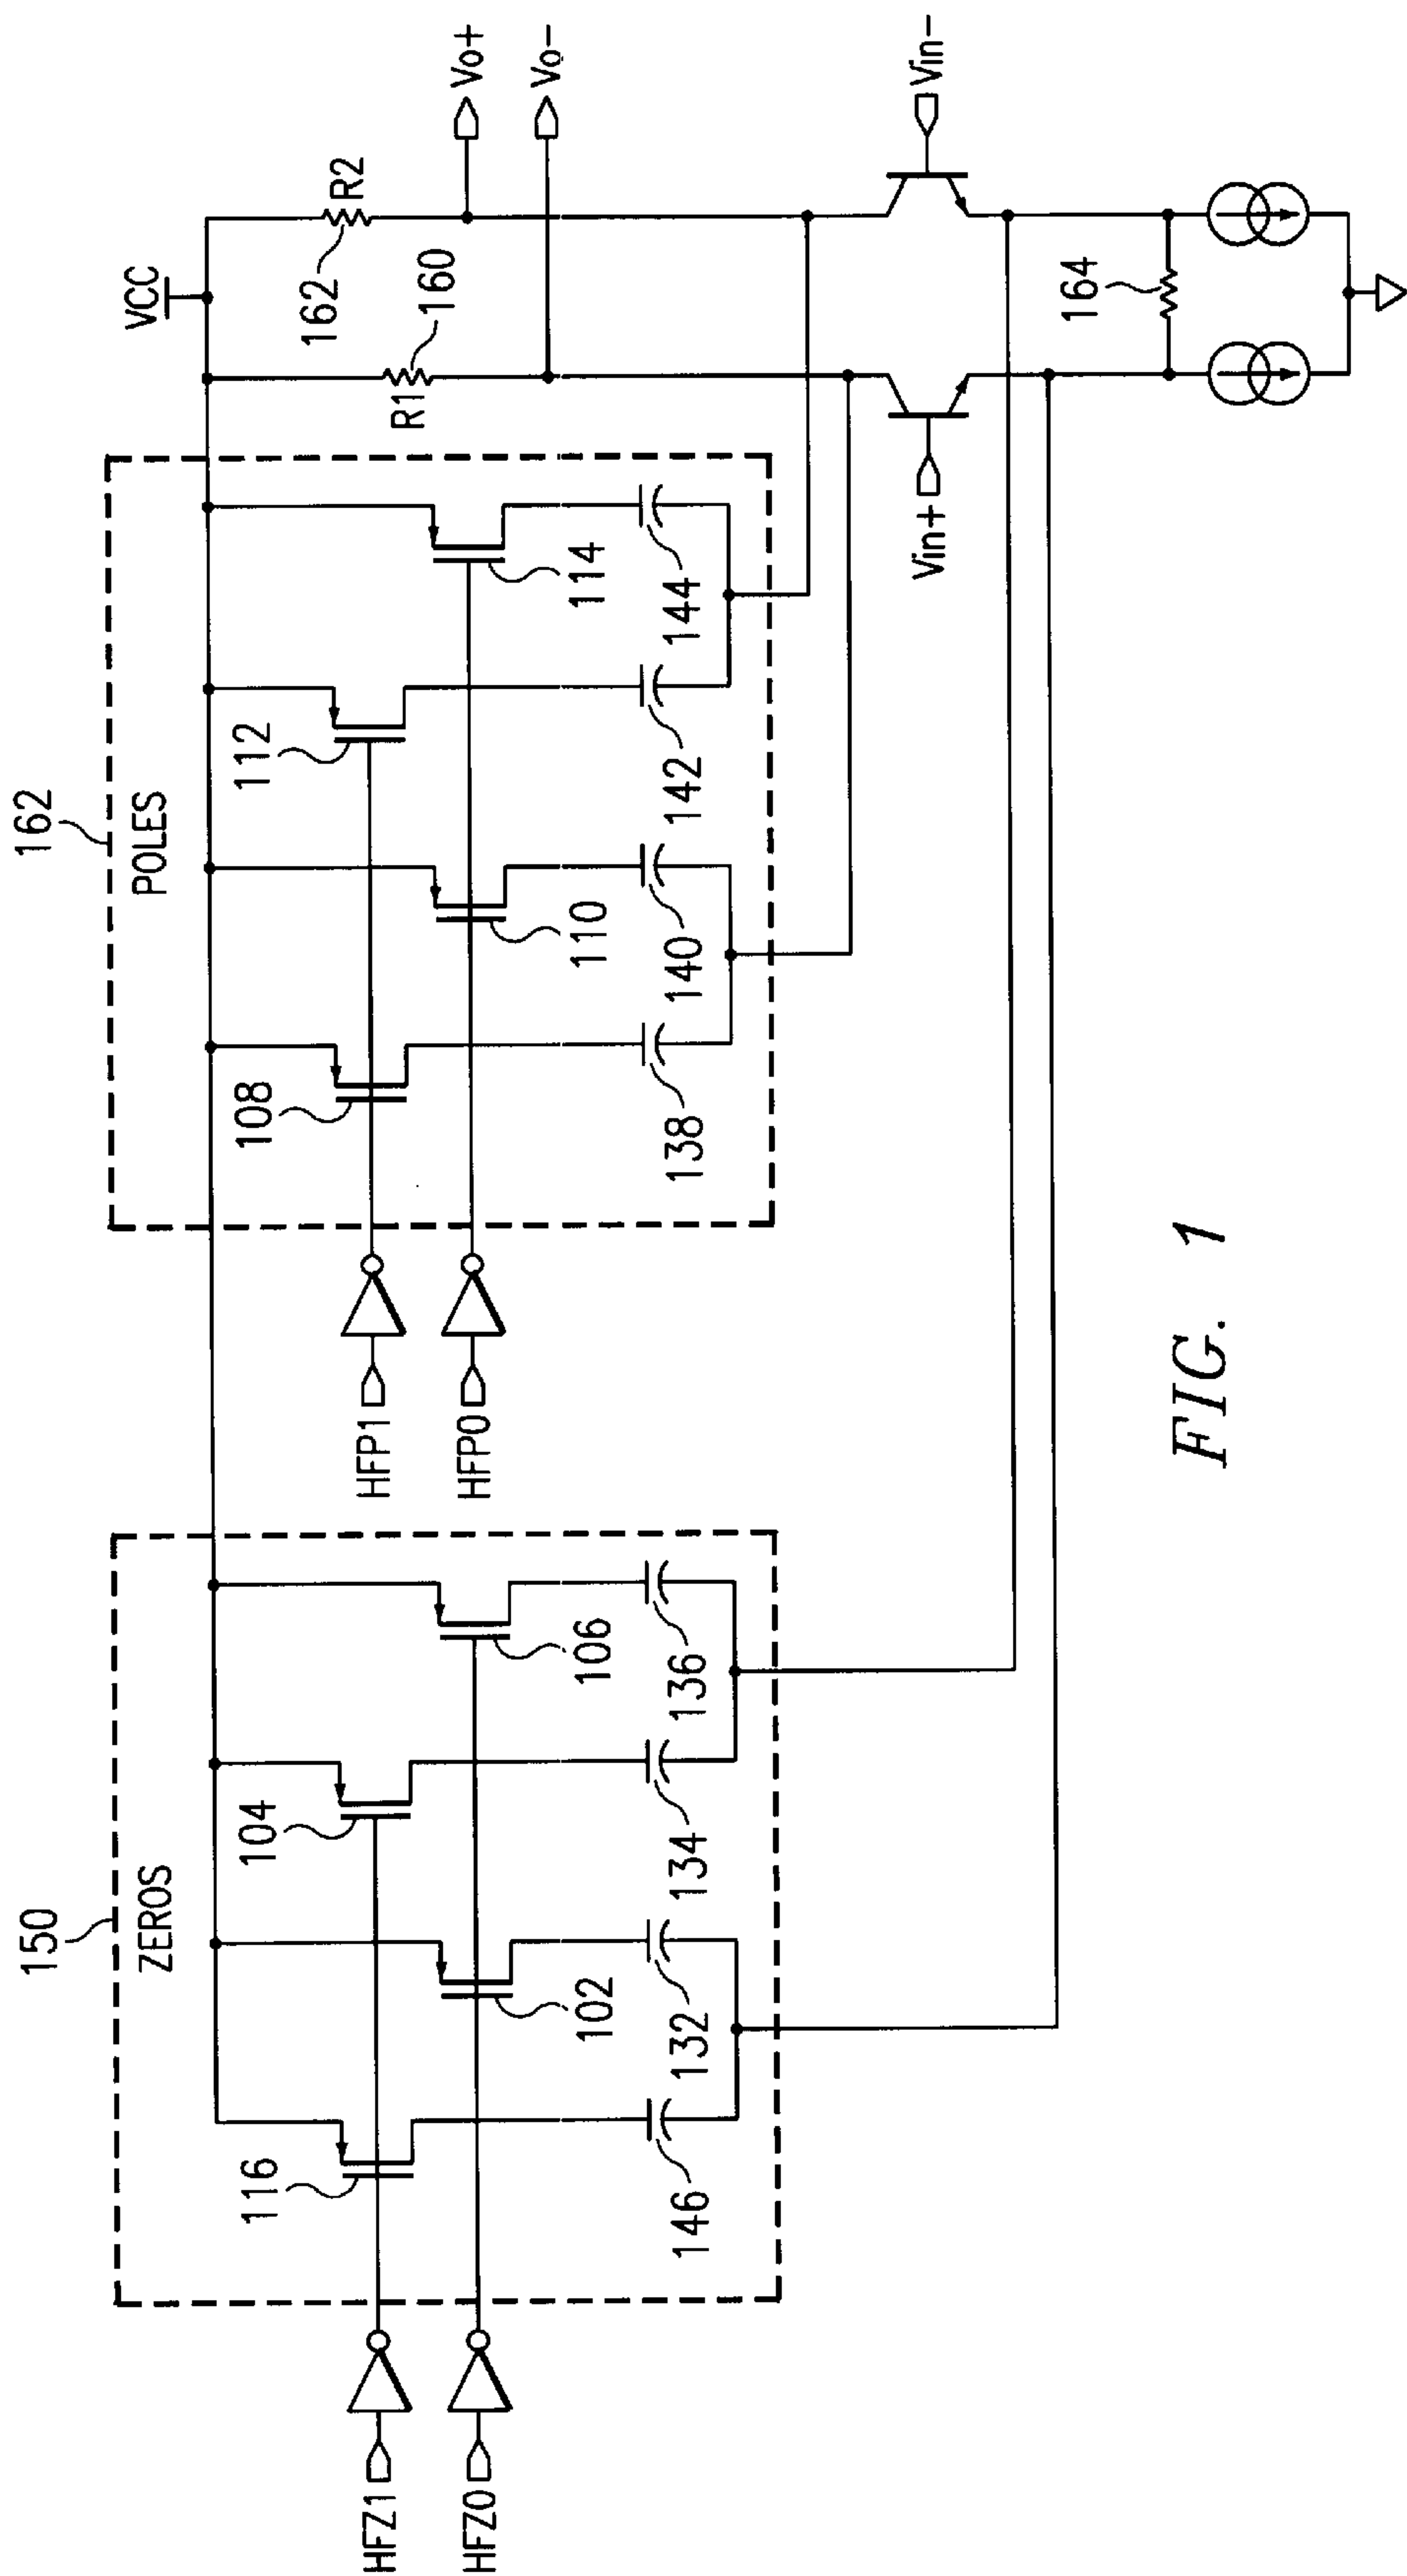 VCC
R2
162
R1
160
Vo+
Vo-
Vin-
Vin+
164
162
POLES
108
110
112
114
138
140
142
144
HFP1
HFP0
150
ZEROS
116
102
104
106
146
132
134
136
HFZ1
HFZ0
FIG. 1